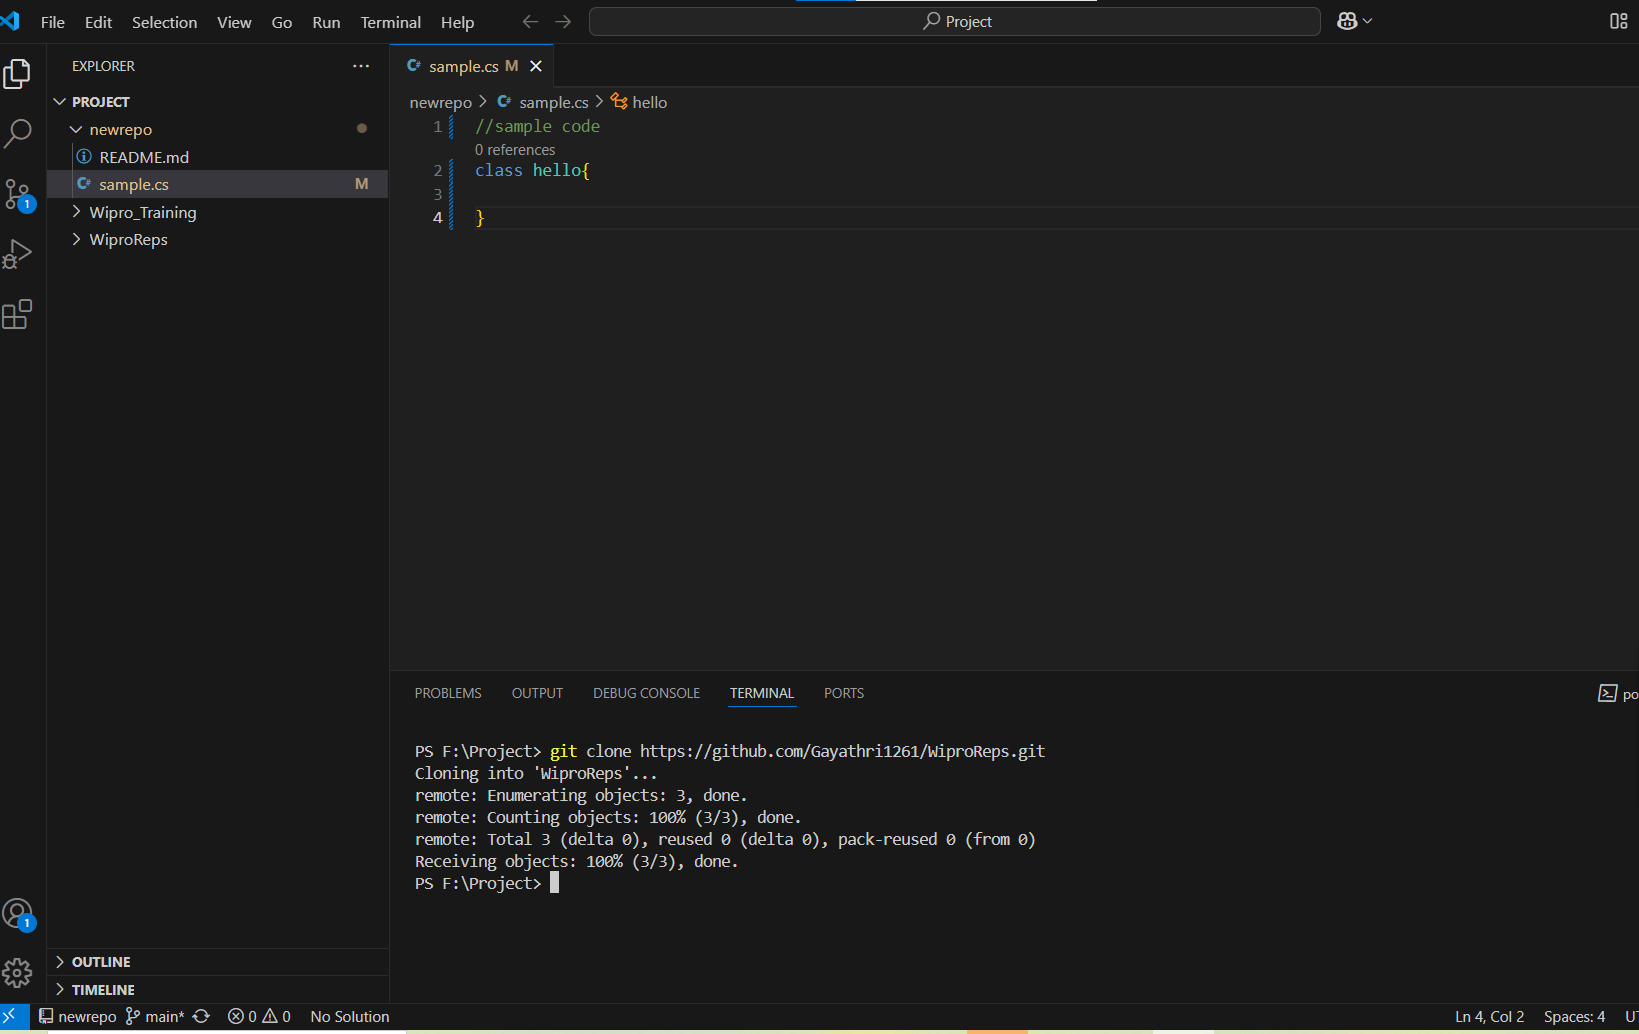 File Edit Selection View Go Run Terminal Help
Project
EXPLORER
PROJECT
newrepo
README.md
sample.cs M
Wipro_Training
WiproReps
OUTLINE
TIMELINE
1
1
C# sample.cs M
newrepo > C# sample.cs > hello
1 //sample code
0 references
2 class hello{
3
4 }
PROBLEMS OUTPUT DEBUG CONSOLE TERMINAL PORTS
po
PS F:\Project> git clone https://github.com/Gayathri1261/WiproReps.git
Cloning into 'WiproReps'...
remote: Enumerating objects: 3, done.
remote: Counting objects: 100% (3/3), done.
remote: Total 3 (delta 0), reused 0 (delta 0), pack-reused 0 (from 0)
Receiving objects: 100% (3/3), done.
PS F:\Project>
newrepo main* 0 0 No Solution
Ln 4, Col 2 Spaces: 4 UT